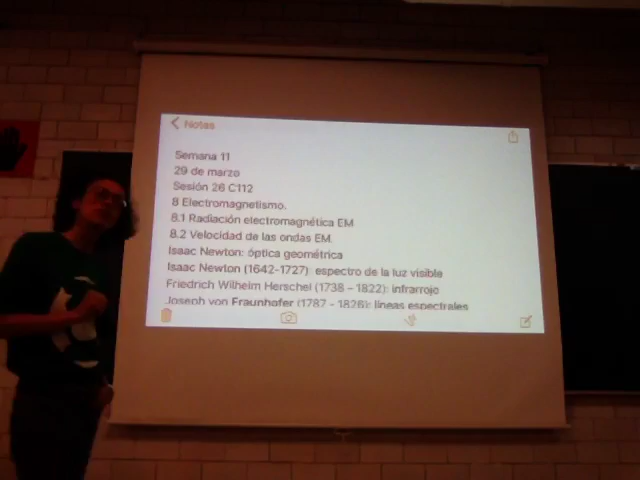 Notas
Semana 11
29 de marzo
Sesión 26 C112
8 Electromagnetismo.
8.1 Radiación electromagnética EM
8.2 Velocidad de las ondas EM.
Isaac Newton: óptica geométrica
Isaac Newton (1642-1727): espectro de la luz visible
Friedrich Wilhelm Herschel (1738 - 1822): infrarrojo
Joseph von Fraunhofer (1787 - 1826): líneas espectrales